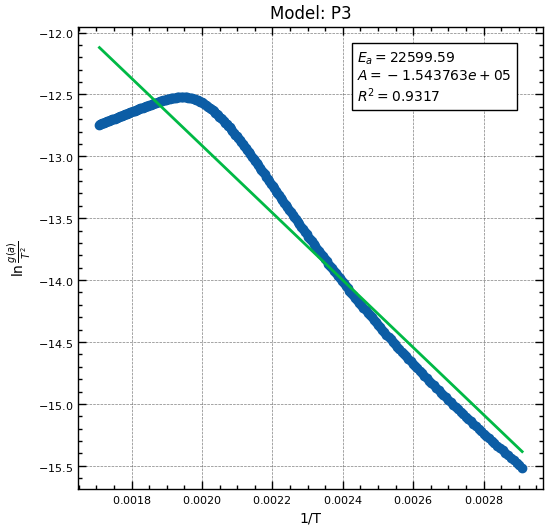 Model: P3
E_a = 22599.59
A = −1.543763e + 05
R^2 = 0.9317
−12.0
−12.5
−13.0
−13.5
−14.0
−14.5
−15.0
−15.5
ln g(a)/T^2
0.0018 0.0020 0.0022 0.0024 0.0026 0.0028
1/T